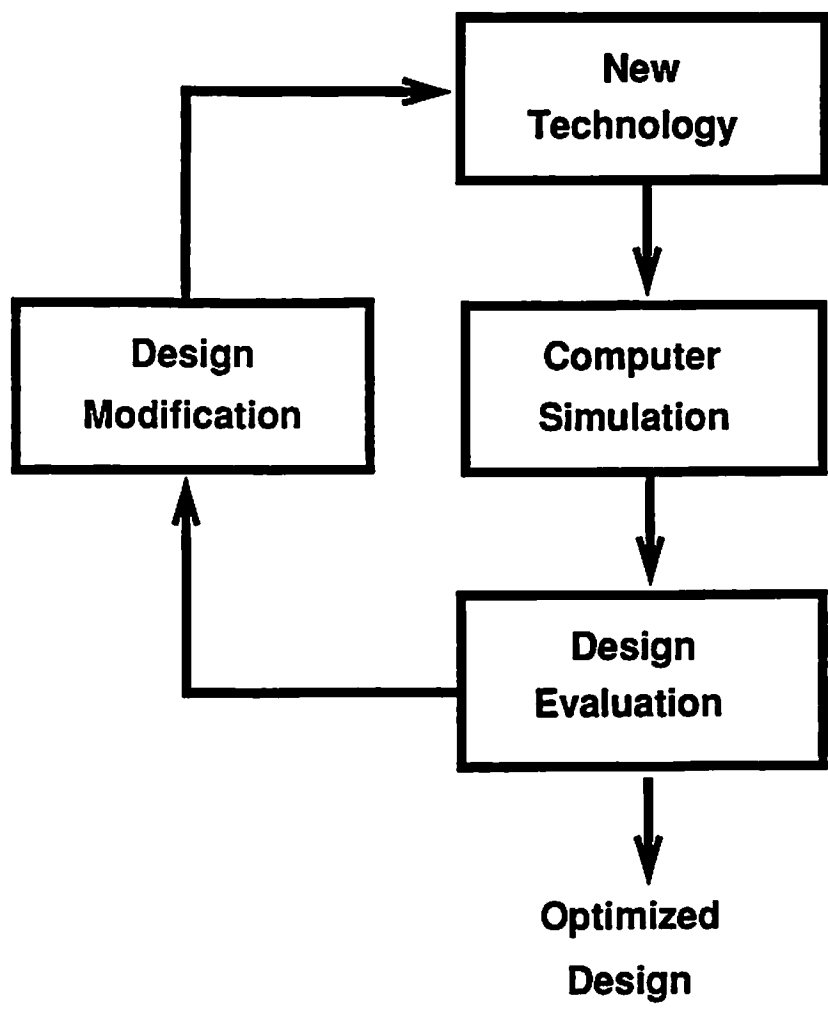 New
Technology
Design
Modification
Computer
Simulation
Design
Evaluation
Optimized
Design